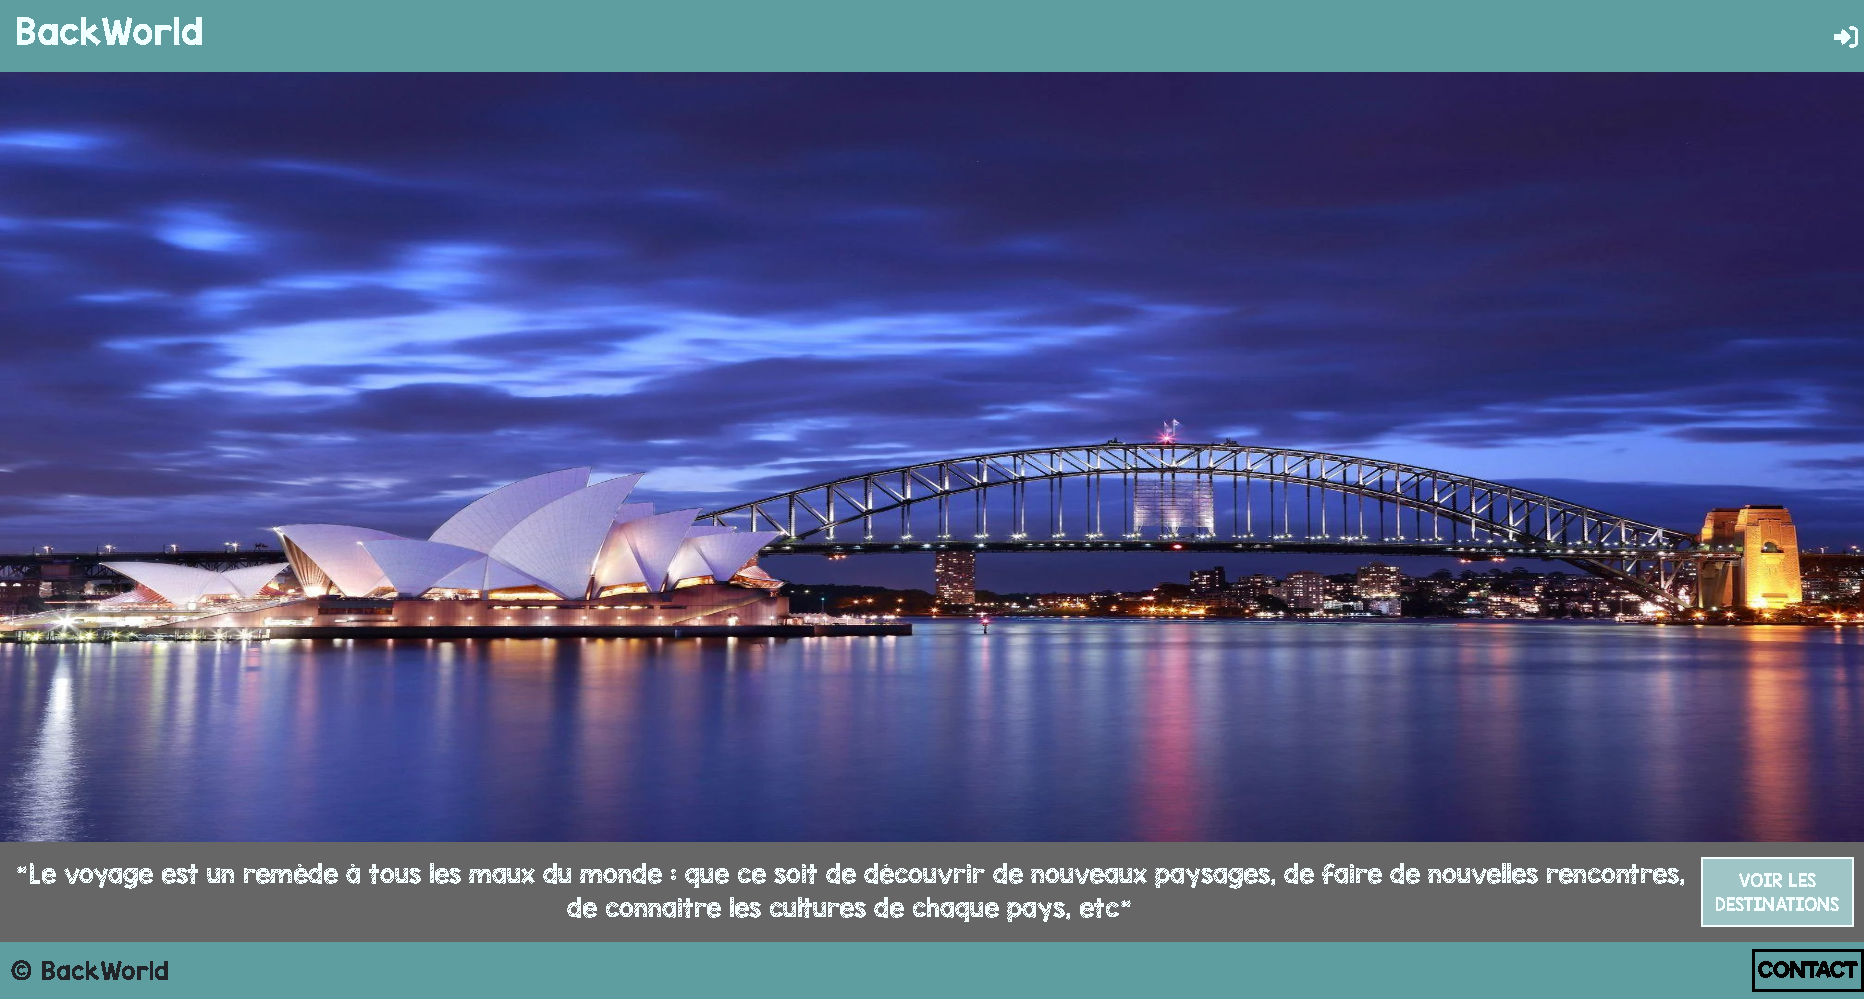 BackWorld
"Le voyage est un remède à tous les maux du monde : que ce soit de découvrir de nouveaux paysages, de faire de nouvelles rencontres,
de connaitre les cultures de chaque pays, etc"
VOIR LES
DESTINATIONS
© BackWorld
CONTACT